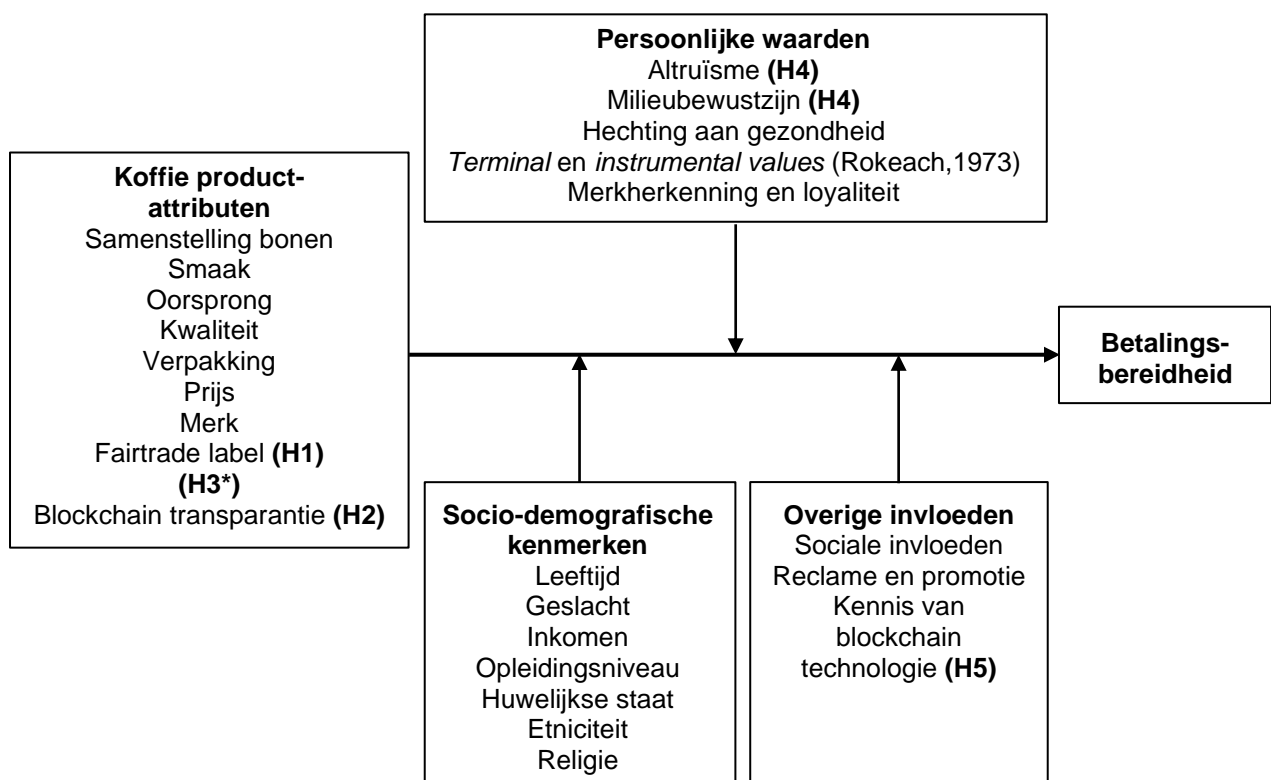 Persoonlijke waarden
Altruïsme (H4)
Milieubewustzijn (H4)
Hechting aan gezondheid
Terminal en instrumental values (Rokeach,1973)
Merkherkenning en loyaliteit
Koffie product-
attributen
Samenstelling bonen
Smaak
Oorsprong
Kwaliteit
Verpakking
Prijs
Merk
Fairtrade label (H1)
(H3*)
Blockchain transparantie (H2)
Betalings-
bereidheid
Socio-demografische
kenmerken
Leeftijd
Geslacht
Inkomen
Opleidingsniveau
Huwelijkse staat
Etniciteit
Religie
Overige invloeden
Sociale invloeden
Reclame en promotie
Kennis van
blockchain
technologie (H5)